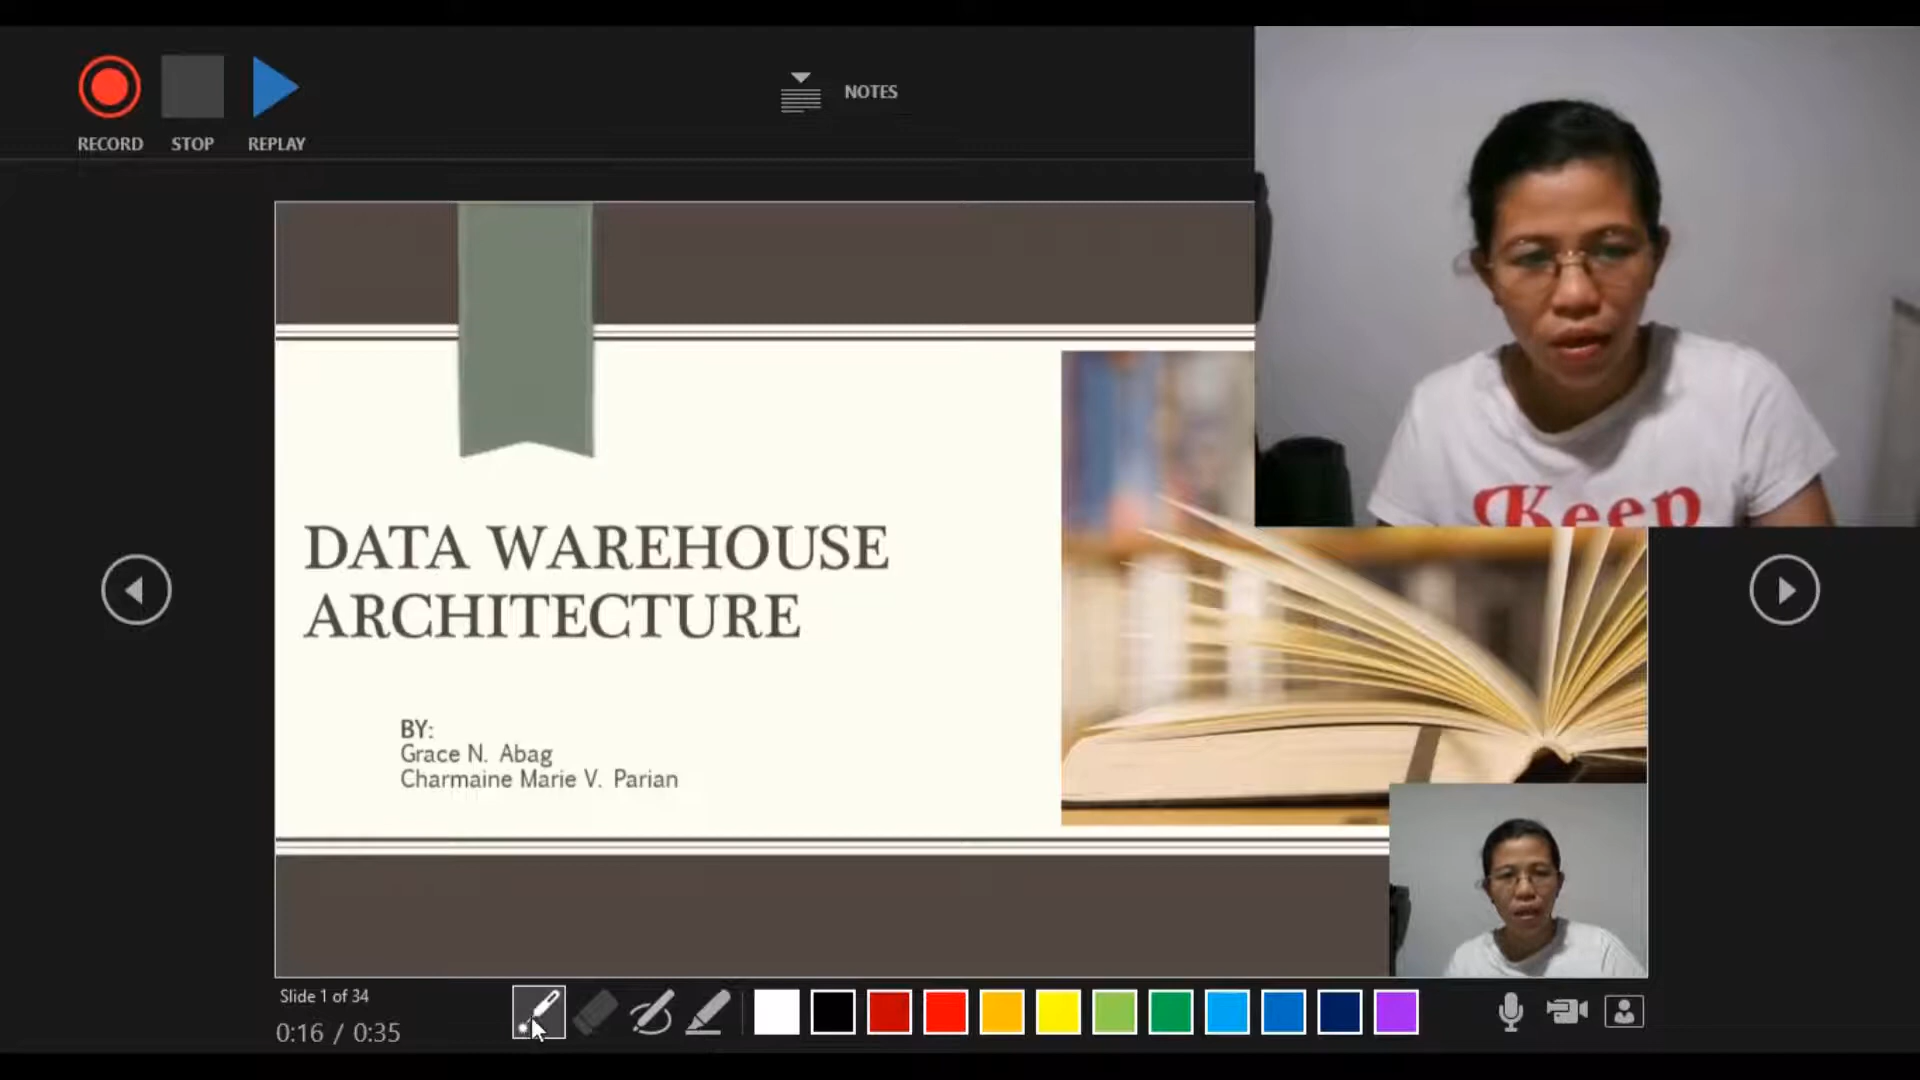 RECORD
STOP
REPLAY
NOTES
Keep
DATA WAREHOUSE
ARCHITECTURE
BY:
Grace N. Abag
Charmaine Marie V. Parian
Slide 1 of 34
0:16 / 0:35